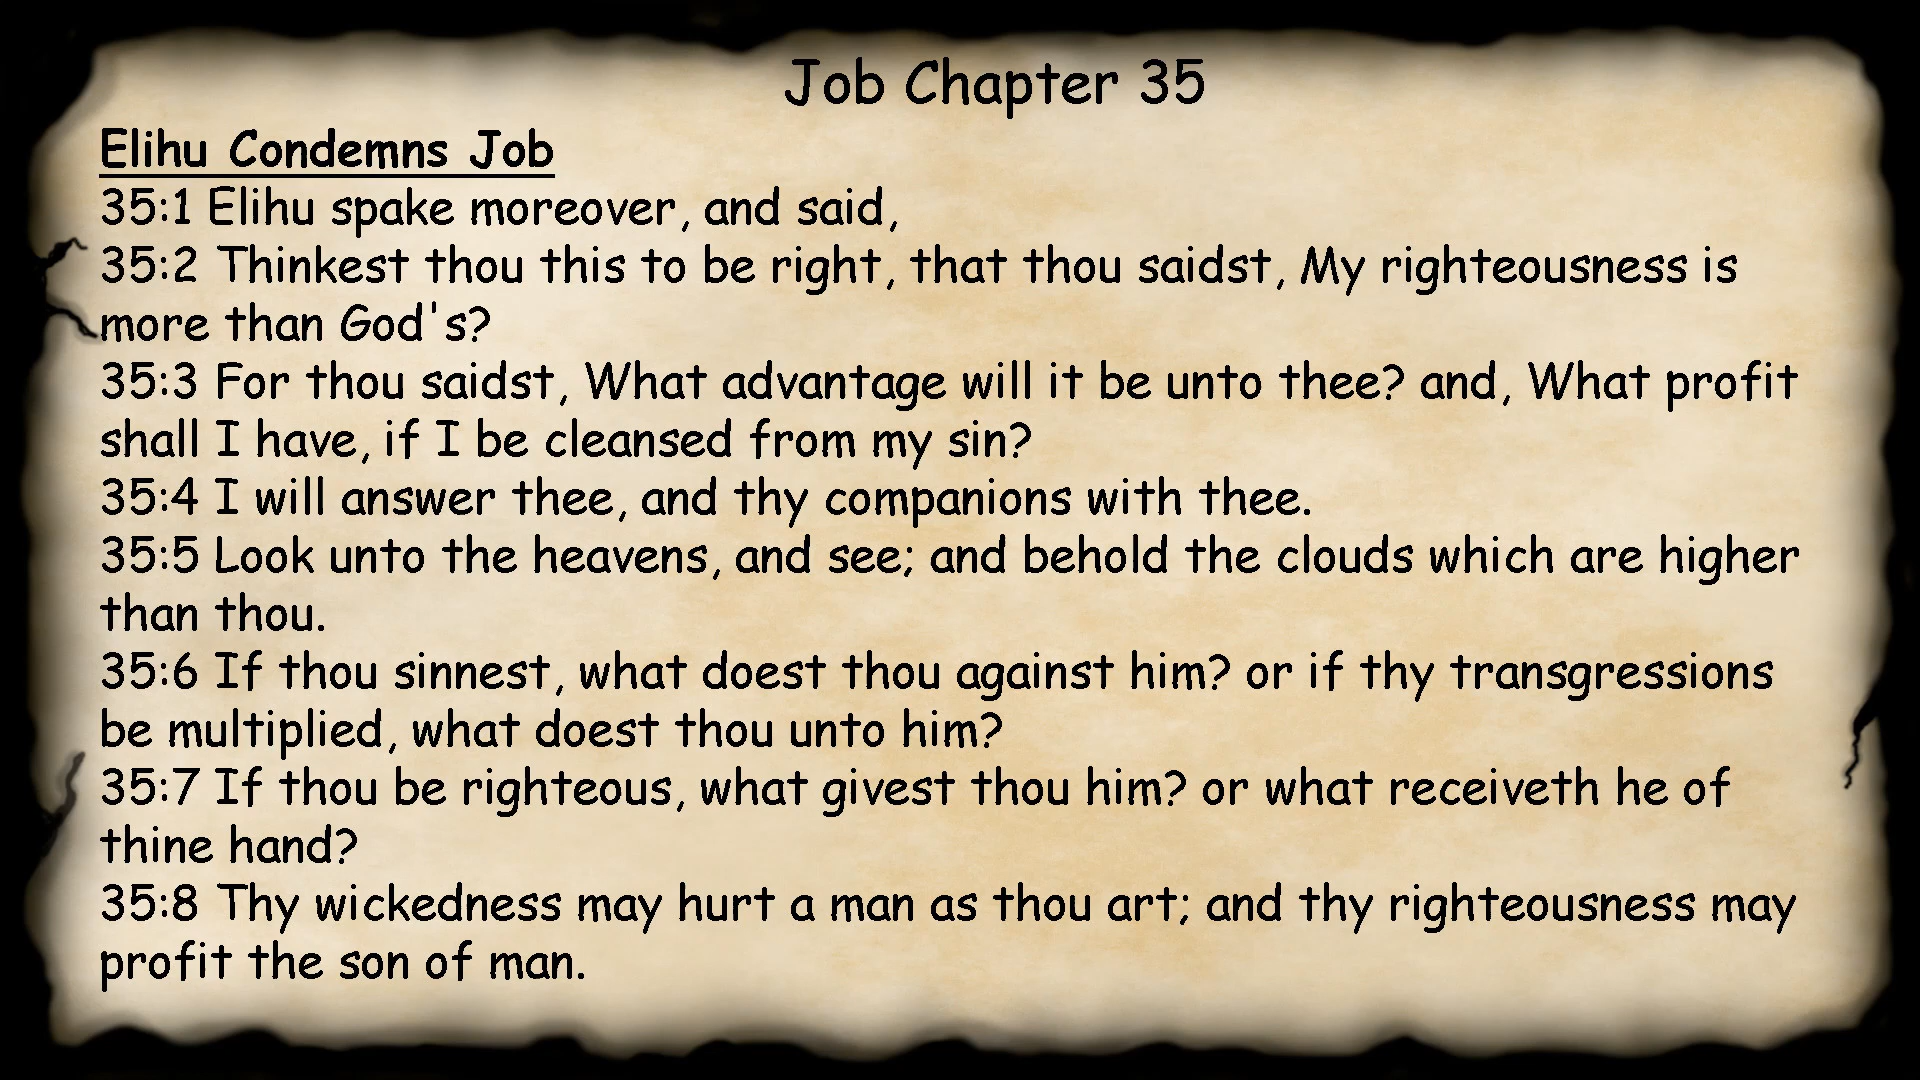 Job Chapter 35
Elihu Condemns Job
35:1 Elihu spake moreover, and said,
35:2 Thinkest thou this to be right, that thou saidst, My righteousness is
more than God's?
35:3 For thou saidst, What advantage will it be unto thee? and, What profit
shall I have, if I be cleansed from my sin?
35:4 I will answer thee, and thy companions with thee.
35:5 Look unto the heavens, and see; and behold the clouds which are higher
than thou.
35:6 If thou sinnest, what doest thou against him? or if thy transgressions
be multiplied, what doest thou unto him?
35:7 If thou be righteous, what givest thou him? or what receiveth he of
thine hand?
35:8 Thy wickedness may hurt a man as thou art; and thy righteousness may
profit the son of man.